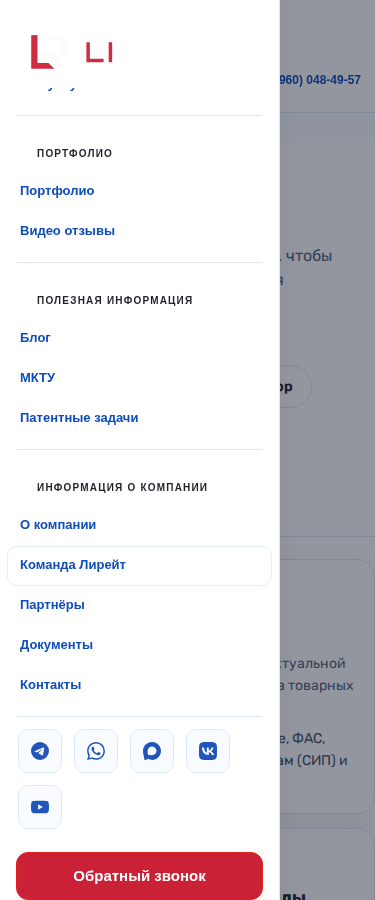 LI
960) 048-49-57
ПОРТФОЛИО
Портфолио
Видео отзывы
, чтобы
я
ПОЛЕЗНАЯ ИНФОРМАЦИЯ
Блог
МКТУ
ор
Патентные задачи
ИНФОРМАЦИЯ О КОМПАНИИ
О компании
Команда Лирейт
Партнёры
Документы
Контакты
ктуальной
а товарных
е, ФАС,
ам (СИП) и
Обратный звонок